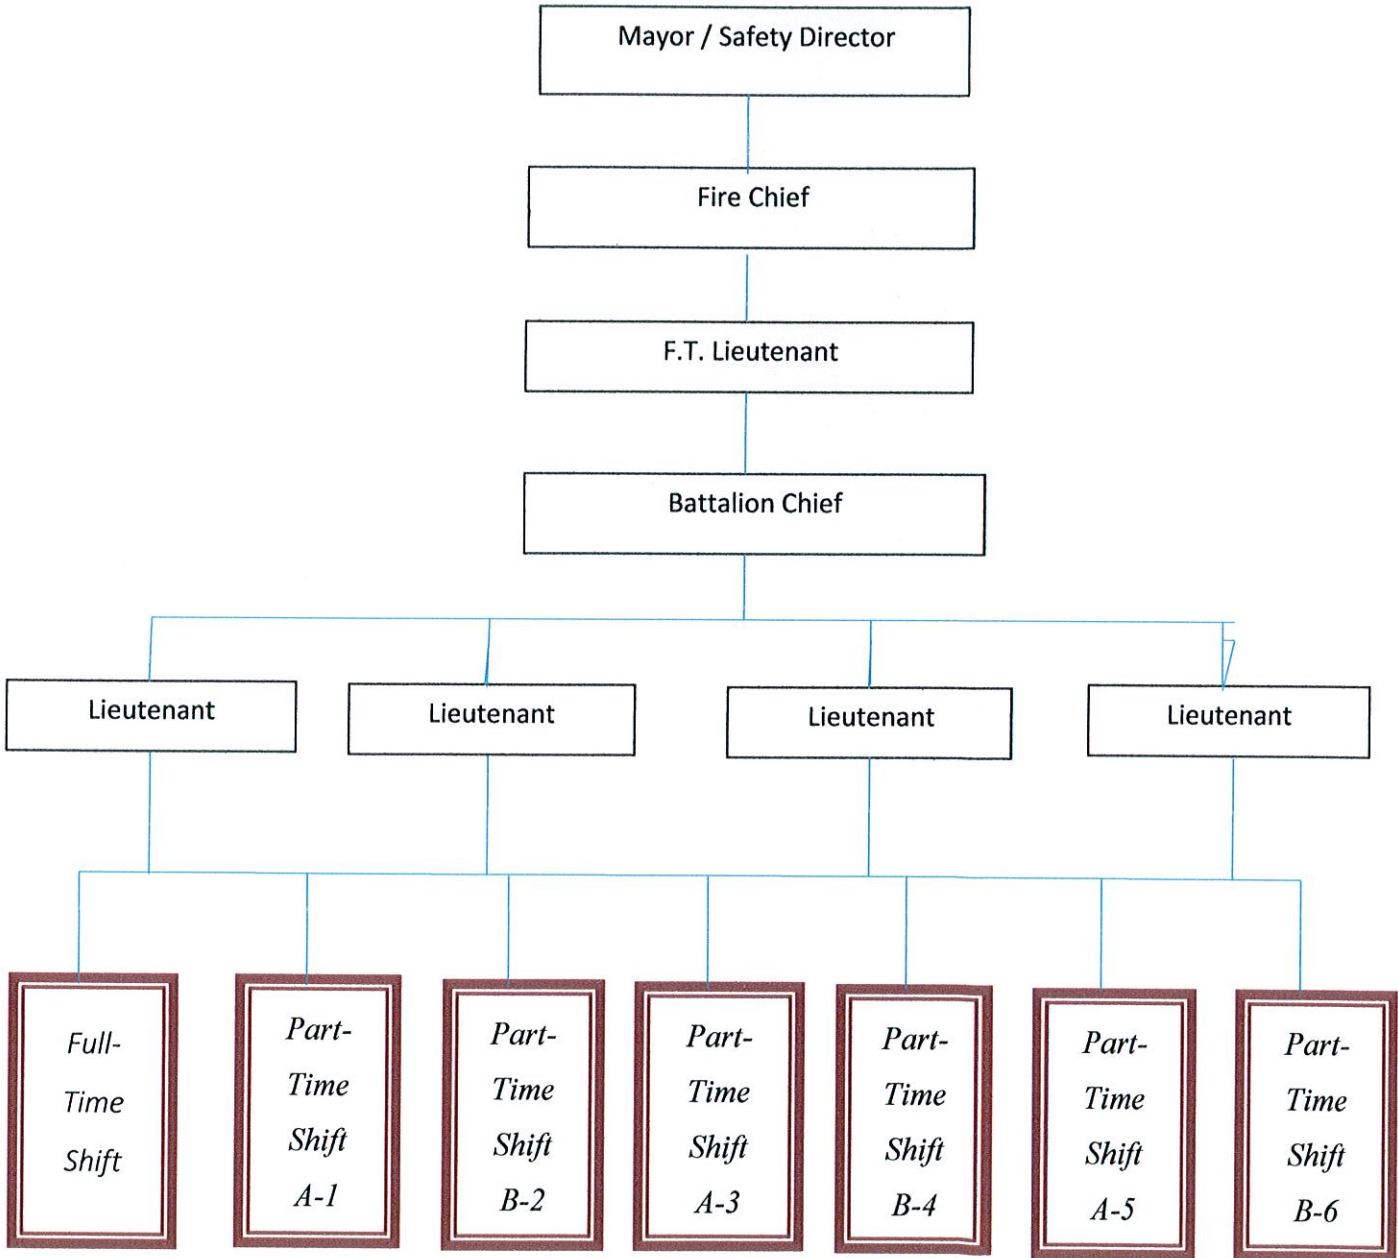 Mayor / Safety Director
Fire Chief
F.T. Lieutenant
Battalion Chief
Lieutenant
Lieutenant
Lieutenant
Lieutenant
Full-
Time
Shift
Part-
Time
Shift
A-1
Part-
Time
Shift
B-2
Part-
Time
Shift
A-3
Part-
Time
Shift
B-4
Part-
Time
Shift
A-5
Part-
Time
Shift
B-6